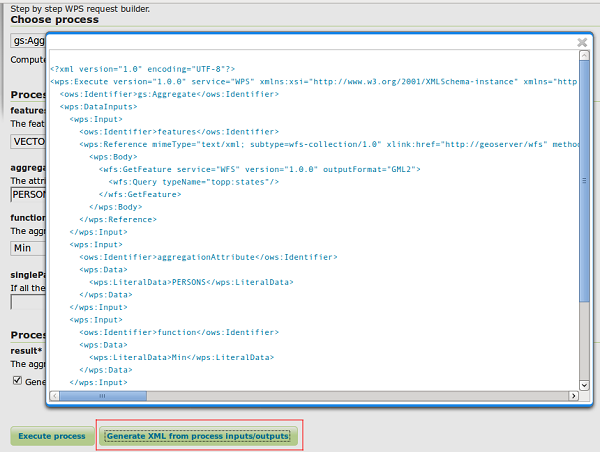 Step by step WPS request builder.
Choose process
gs:Agg
Compute
<?xml version="1.0" encoding="UTF-8"?>
<wps:Execute version="1.0.0" service="WPS" xmlns:xsi="http://www.w3.org/2001/XMLSchema-instance" xmlns="http
<ows:Identifier>gs:Aggregate</ows:Identifier>
<wps:DataInputs>
<wps:Input>
<ows:Identifier>features</ows:Identifier>
<wps:Reference mimeType="text/xml; subtype=wfs-collection/1.0" xlink:href="http://geoserver/wfs" method
<wps:Body>
<wfs:GetFeature service="WFS" version="1.0.0" outputFormat="GML2">
<wfs:Query typeName="topp:states"/>
</wfs:GetFeature>
</wps:Body>
</wps:Reference>
</wps:Input>
<wps:Input>
<ows:Identifier>aggregationAttribute</ows:Identifier>
<wps:Data>
<wps:LiteralData>PERSONS</wps:LiteralData>
</wps:Data>
</wps:Input>
<wps:Input>
<ows:Identifier>function</ows:Identifier>
<wps:Data>
<wps:LiteralData>Min</wps:LiteralData>
</wps:Data>
</wps:Input>
Proces
feature
The feat
VECTO
aggrega
The attri
PERSON
function
The agg
Min
singlePa
If all the
Proces
result*
The aggr
Gene
Execute process
Generate XML from process inputs/outputs